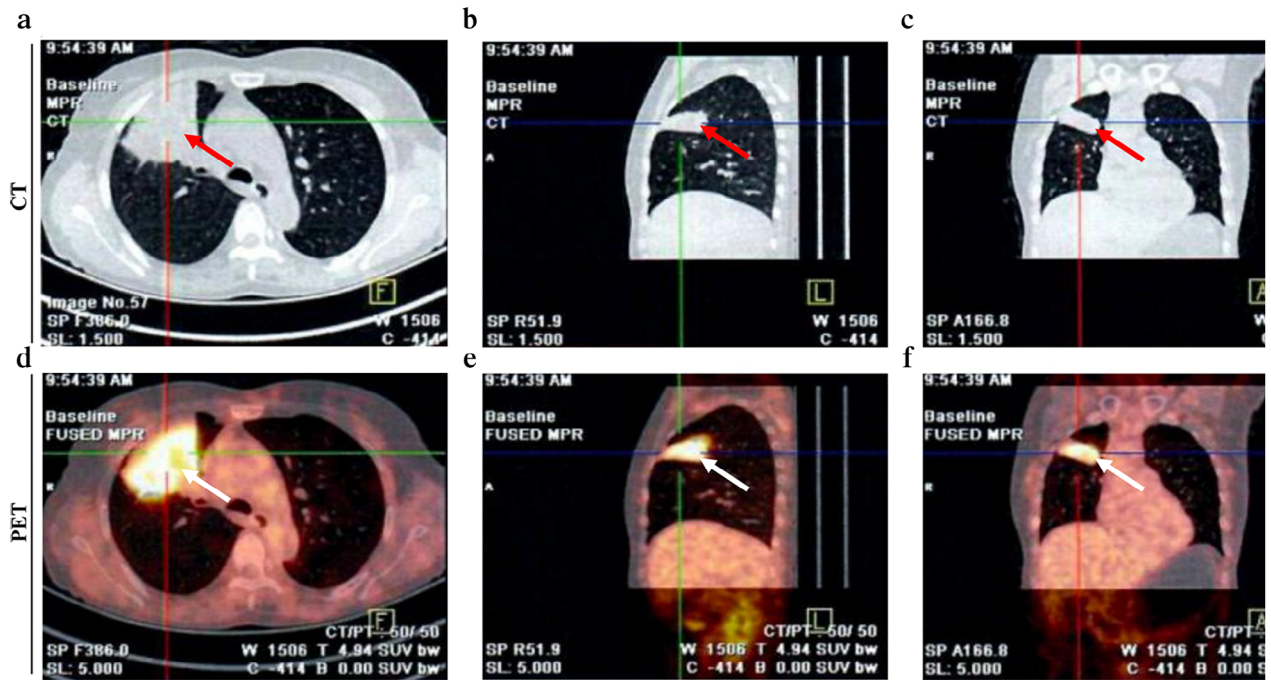 a
b
c
CT
9:54:39 AM
Baseline
MPR
CT
R
Image No.57
SP F386.0
SL: 1.500
F
W 1506
C -414
9:54:39 AM
Baseline
MPR
CT
A
SP R51.9
SL: 1.500
L
W 1506
C -414
9:54:39 AM
Baseline
MPR
CT
R
SP A166.8
SL: 1.500
A
d
e
f
PET
9:54:39 AM
Baseline
FUSED MPR
R
F
CT/PT : 50/ 50
SP F386.0
W 1506 T 4.94 SUV bw
SL: 5.000
C -414 B 0.00 SUV bw
9:54:39 AM
Baseline
FUSED MPR
A
L
CT/PT : 50/ 50
SP R51.9
W 1506 T 4.94 SUV bw
SL: 5.000
C -414 B 0.00 SUV bw
9:54:39 AM
Baseline
FUSED MPR
R
A
CT/PT : 50/
SP A166.8
W 1506 T 4.94 S
SL: 5.000
C -414 B 0.00 S